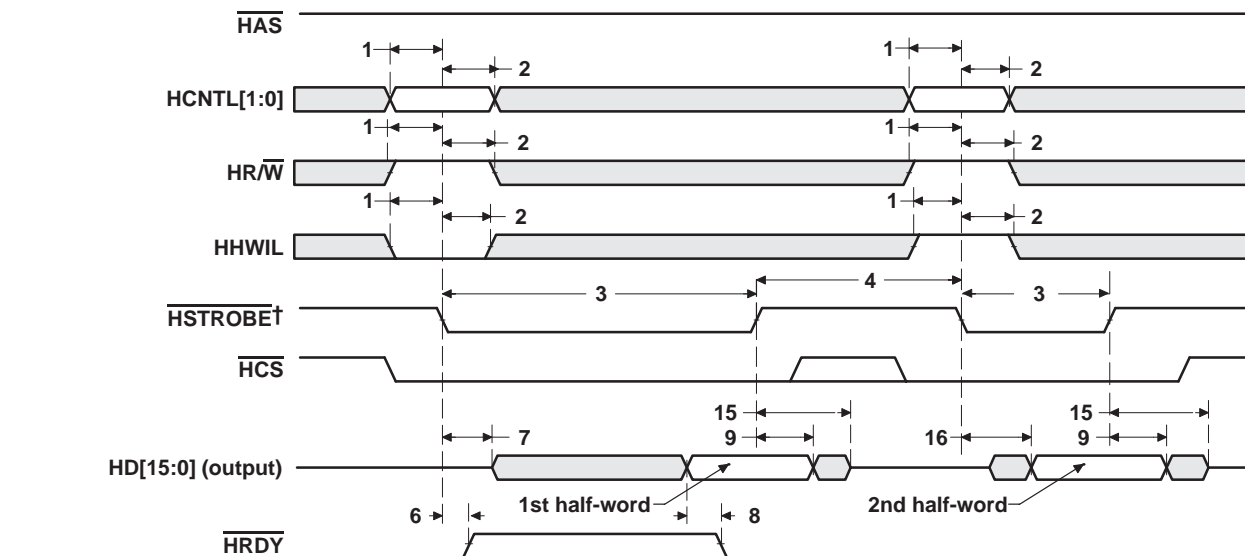 HAS
1 1
2 2
HCNTL[1:0]
1 1
2 2
HR/W
1 1
2 2
HHWIL
3 4 3
HSTROBE†
HCS
15 15
7 9 16 9
HD[15:0] (output)
1st half-word 2nd half-word
6 8
HRDY